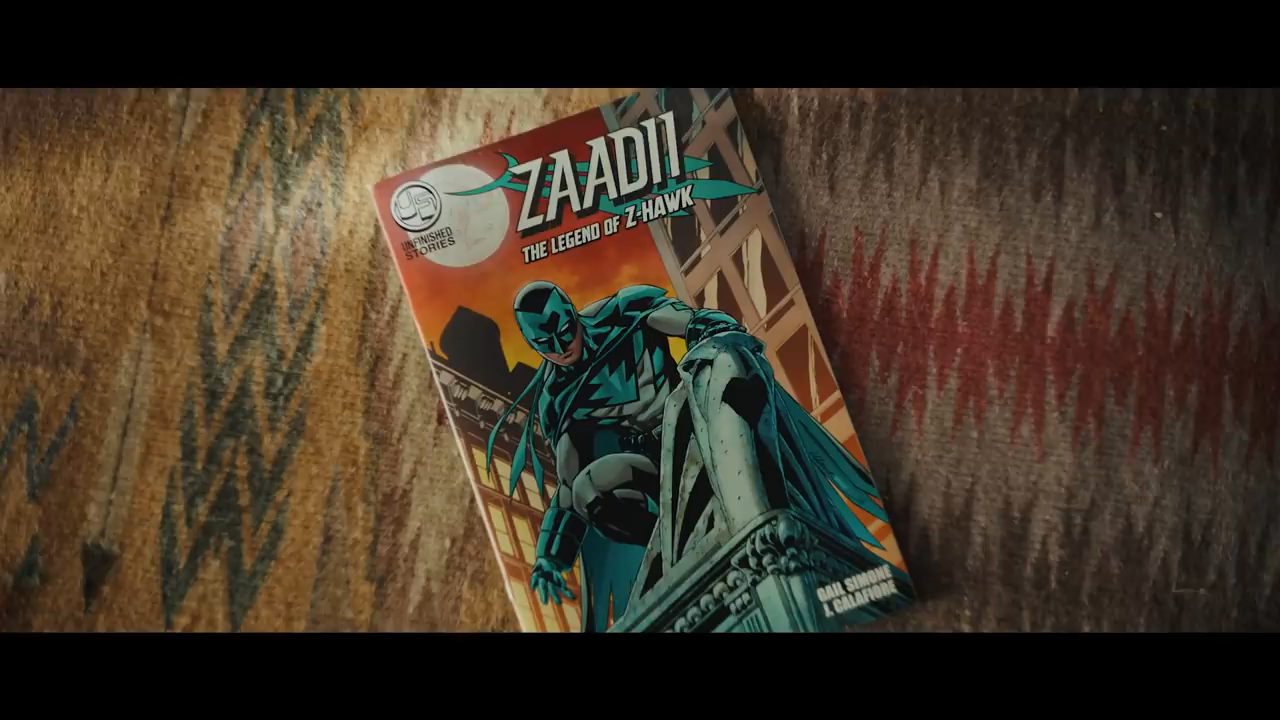 ZAADII
THE LEGEND OF Z-HAWK
US
UNFINISHED
STORIES
GAIL SIMONE
J. CALAFIORE